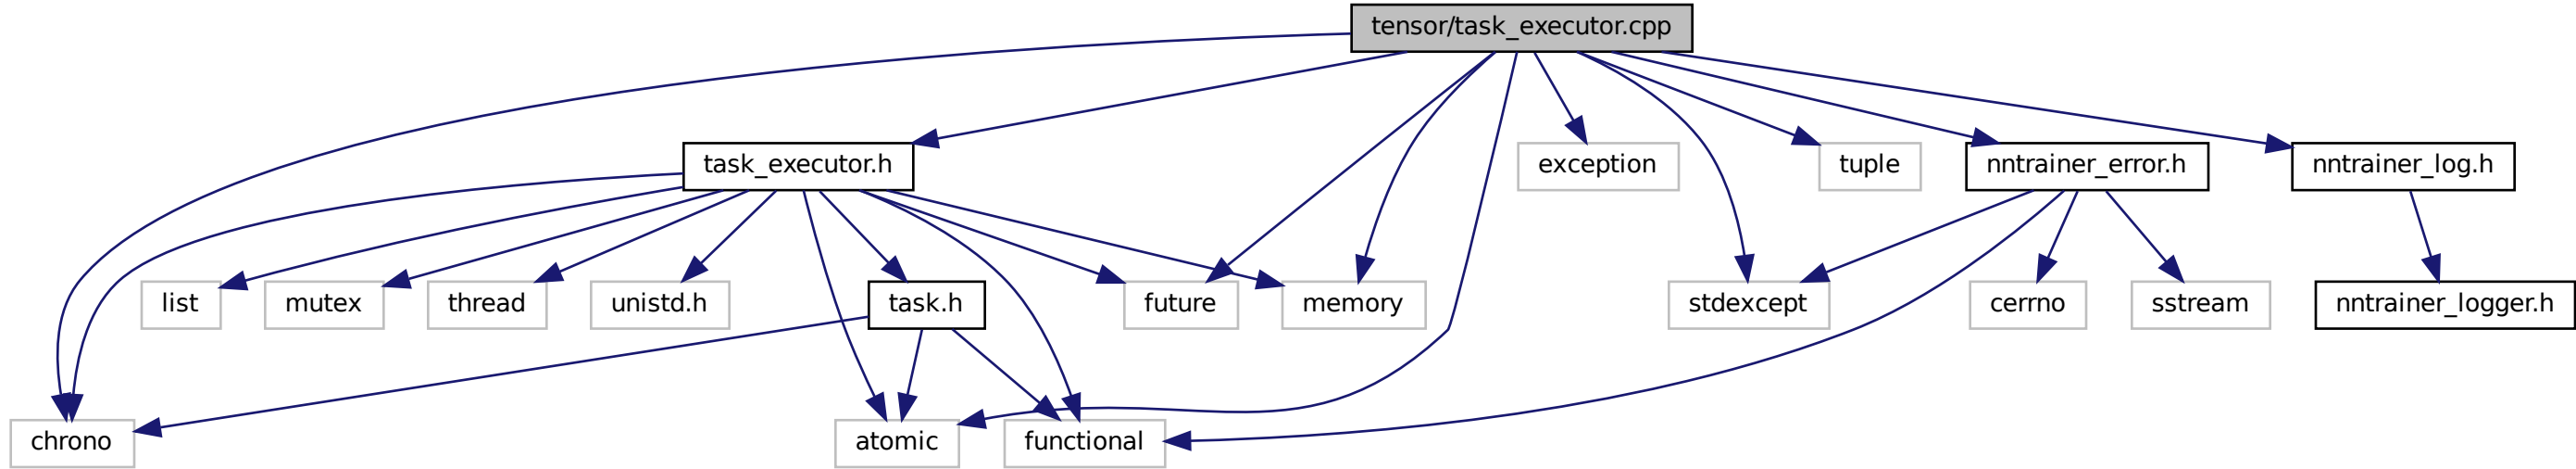 tensor/task_executor.cpp
task_executor.h
exception
tuple
nntrainer_error.h
nntrainer_log.h
list
mutex
thread
unistd.h
task.h
future
memory
stdexcept
cerrno
sstream
nntrainer_logger.h
chrono
atomic
functional